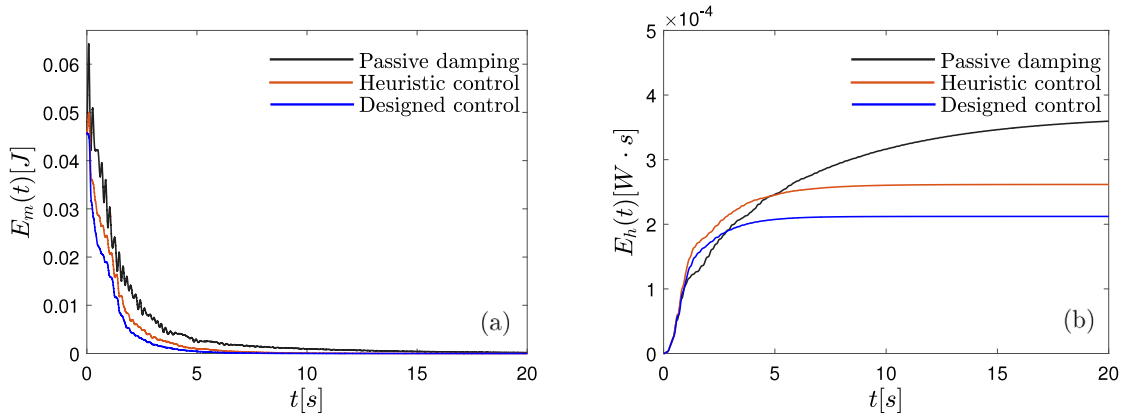 Passive damping
Heuristic control
Designed control
E_m(t)[J]
0.06
0.05
0.04
0.03
0.02
0.01
0
0 5 10 15 20
t[s]
(a)
×10⁻⁴
Passive damping
Heuristic control
Designed control
E_h(t)[W · s]
5
4
3
2
1
0
0 5 10 15 20
t[s]
(b)